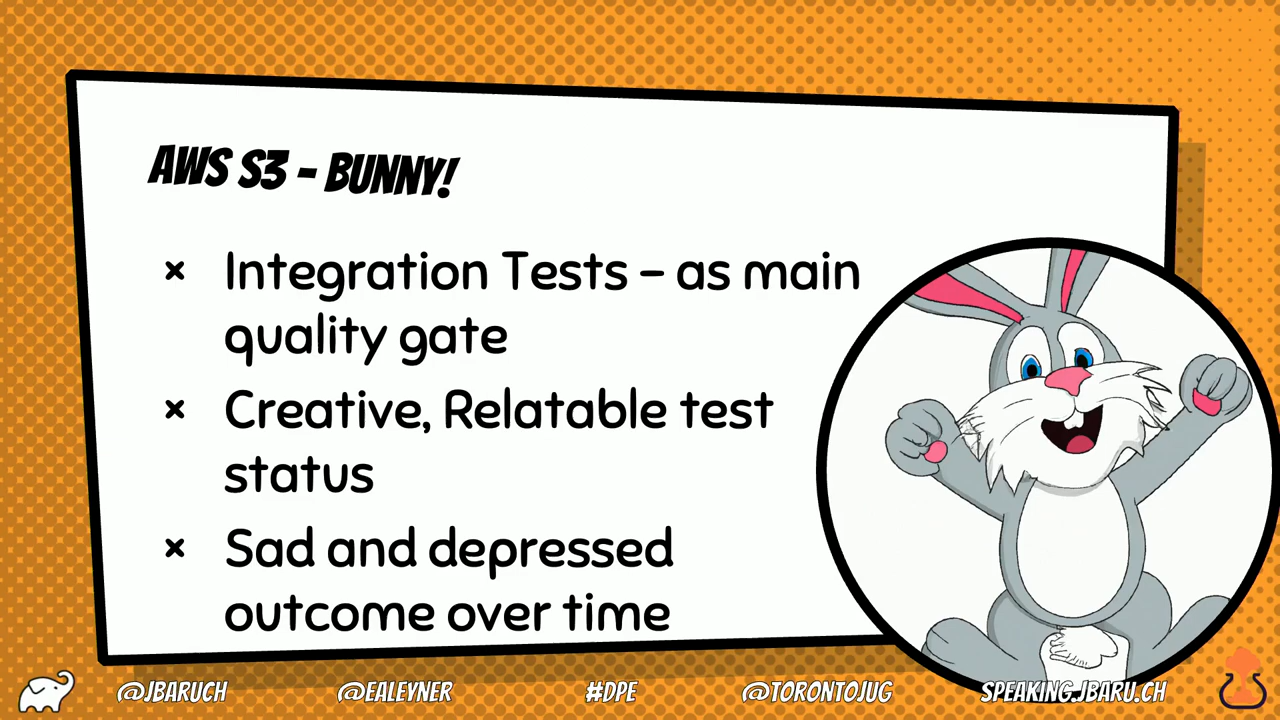 AWS S3 - BUNNY!
× Integration Tests – as main
quality gate
× Creative, Relatable test
status
× Sad and depressed
outcome over time
@JBARUCH @EALEYNER #DPE @TORONTOJUG SPEAKING.JBARU.CH